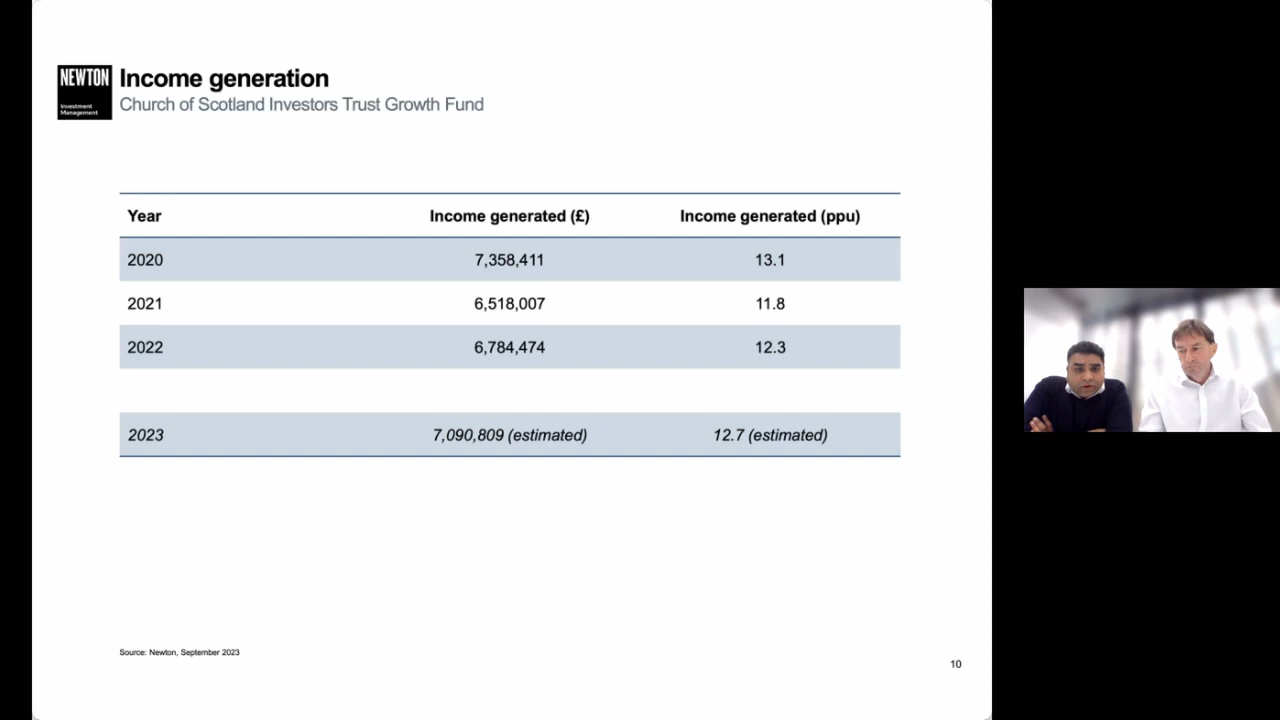 NEWTON
Investment
Management
Income generation
Church of Scotland Investors Trust Growth Fund
Year Income generated (£) Income generated (ppu)
2020 7,358,411 13.1
2021 6,518,007 11.8
2022 6,784,474 12.3
2023 7,090,809 (estimated) 12.7 (estimated)
Source: Newton, September 2023
10